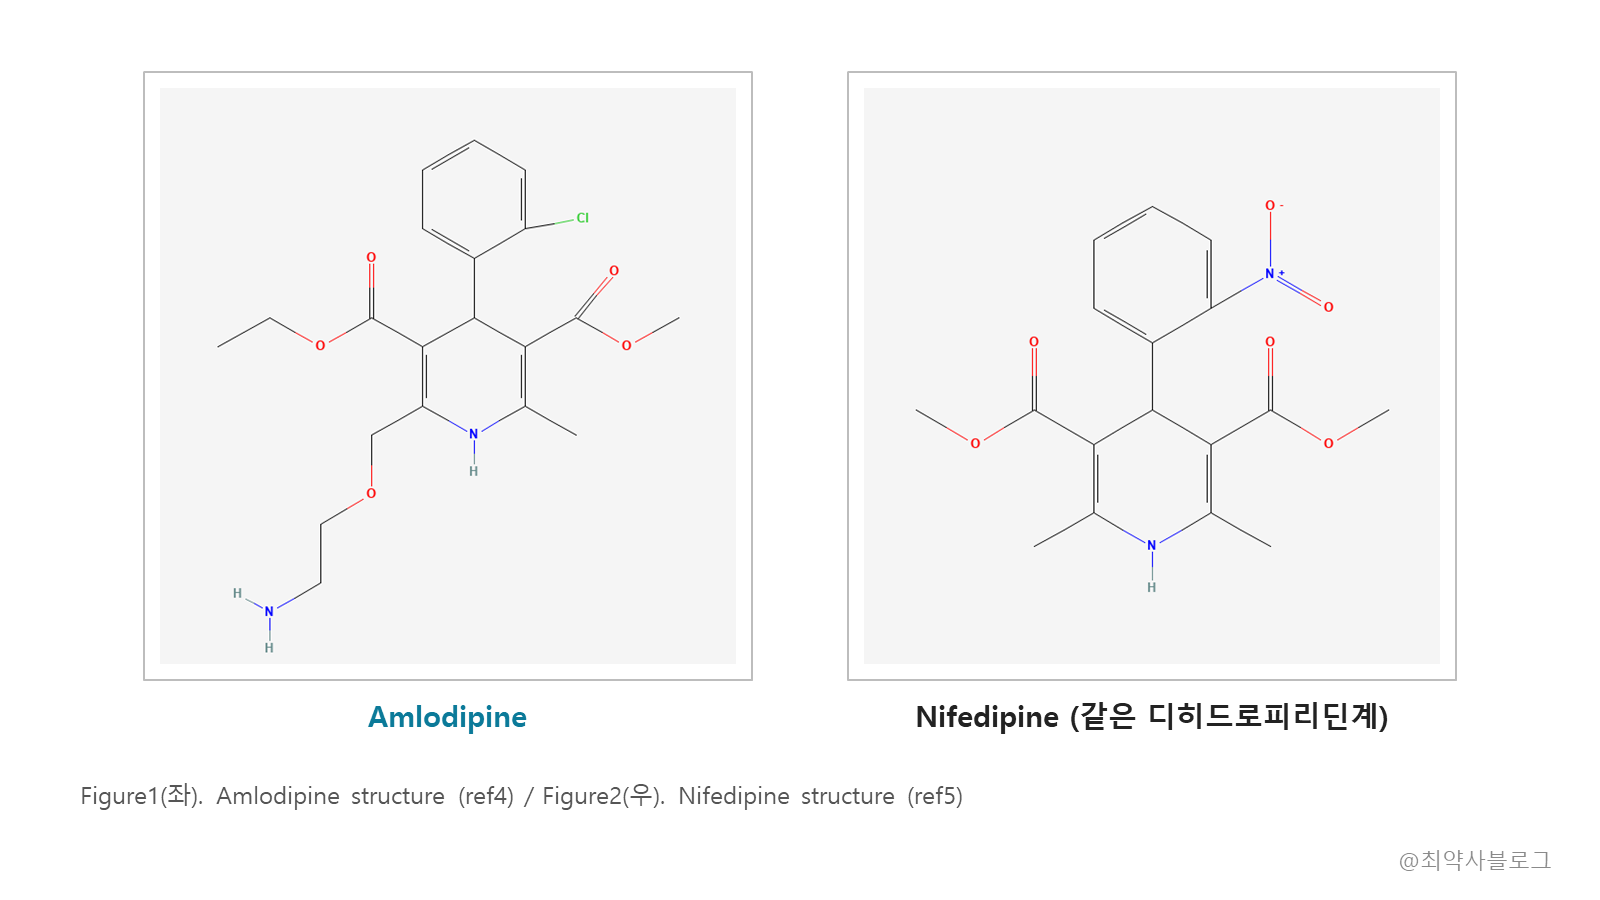 Cl
O
O
O
O
N
H
O
H
N
H
Amlodipine
O -
N +
O
O
O
O
O
N
H
Nifedipine (같은 디히드로피리딘계)
Figure1(좌). Amlodipine structure (ref4) / Figure2(우). Nifedipine structure (ref5)
@최약사블로그